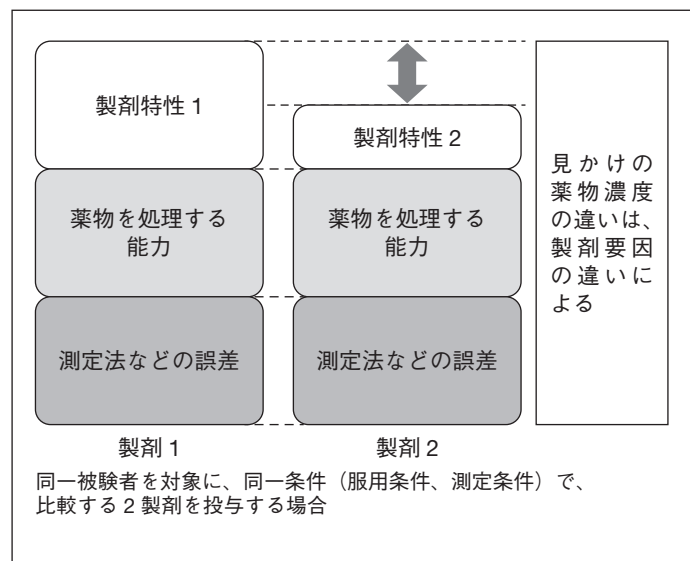 製剤特性 1
製剤特性 2
薬物を処理する
能力
薬物を処理する
能力
測定法などの誤差
測定法などの誤差
見かけの
薬物濃度
の違いは、
製剤要因
の違いに
よる
製剤 1
製剤 2
同一被験者を対象に、同一条件（服用条件、測定条件）で、
比較する 2 製剤を投与する場合